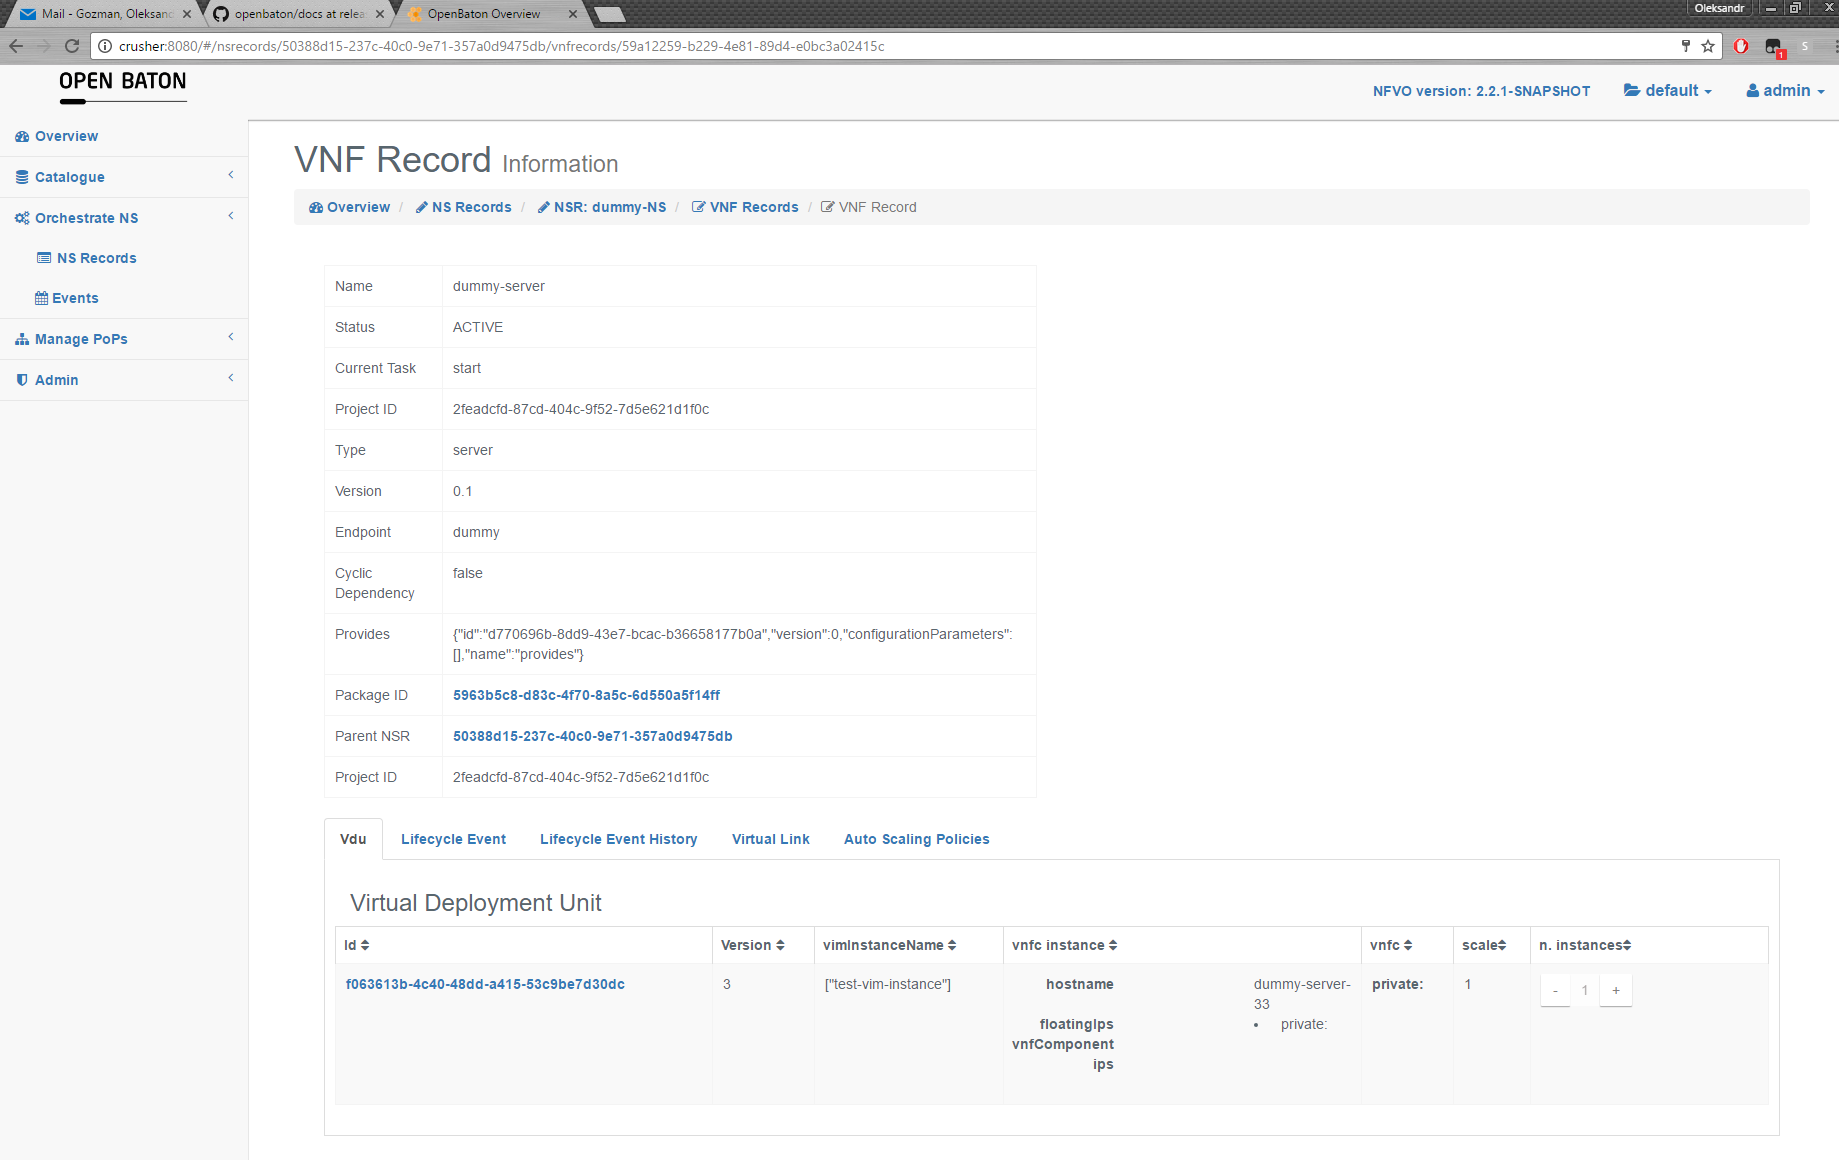 Mail - Gozman, Oleksand
openbaton/docs at relea
OpenBaton Overview
Oleksandr
crusher:8080/#/nsrecords/50388d15-237c-40c0-9e71-357a0d9475db/vnfrecords/59a12259-b229-4e81-89d4-e0bc3a02415c
1
S
OPEN BATON
NFVO version: 2.2.1-SNAPSHOT
default
admin
Overview
Catalogue
Orchestrate NS
NS Records
Events
Manage PoPs
Admin
VNF Record Information
Overview / NS Records / NSR: dummy-NS / VNF Records / VNF Record
Name dummy-server
Status ACTIVE
Current Task start
Project ID 2feadcfd-87cd-404c-9f52-7d5e621d1f0c
Type server
Version 0.1
Endpoint dummy
Cyclic false
Dependency
Provides {"id":"d770696b-8dd9-43e7-bcac-b36658177b0a","version":0,"configurationParameters":
[],"name":"provides"}
Package ID 5963b5c8-d83c-4f70-8a5c-6d550a5f14ff
Parent NSR 50388d15-237c-40c0-9e71-357a0d9475db
Project ID 2feadcfd-87cd-404c-9f52-7d5e621d1f0c
Vdu Lifecycle Event Lifecycle Event History Virtual Link Auto Scaling Policies
Virtual Deployment Unit
Id Version vimInstanceName vnfc instance vnfc scale n. instances
f063613b-4c40-48dd-a415-53c9be7d30dc 3 ["test-vim-instance"] hostname dummy-server- private: 1 - 1 +
33
floatingIps • private:
vnfComponent
ips